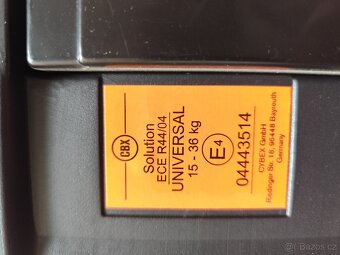 CBX
Solution
ECE R44/04
UNIVERSAL
15 - 36 kg
E4
04443514
CYBEX GmbH
Riedinger Str. 18, 95448 Bayreuth
Germany
© Bazos.cz